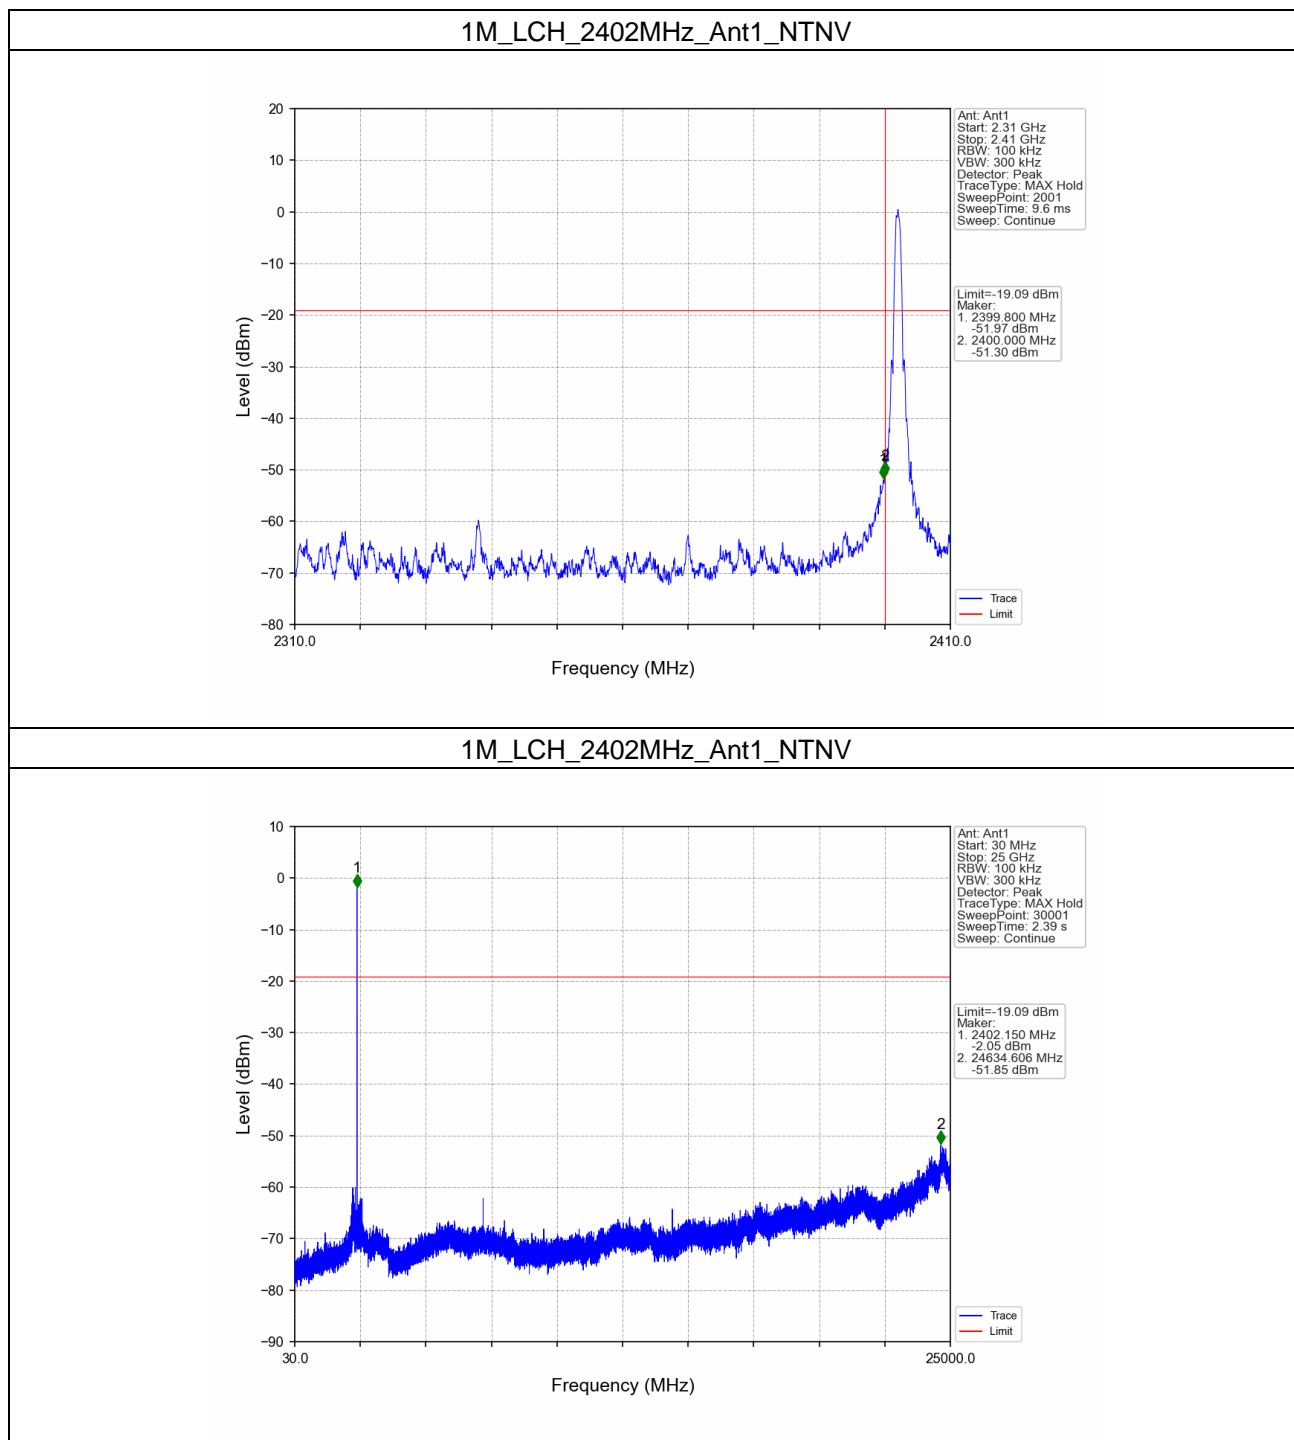 1M_LCH_2402MHz_Ant1_NTNV
20
10
0
−10
−20
−30
−40
−50
−60
−70
−80
Level (dBm)
2310.0
2410.0
Frequency (MHz)
1
2
Ant: Ant1
Start: 2.31 GHz
Stop: 2.41 GHz
RBW: 100 kHz
VBW: 300 kHz
Detector: Peak
TraceType: MAX Hold
SweepPoint: 2001
SweepTime: 9.6 ms
Sweep: Continue
Limit=-19.09 dBm
Maker:
1. 2399.800 MHz
-51.97 dBm
2. 2400.000 MHz
-51.30 dBm
Trace
Limit
1M_LCH_2402MHz_Ant1_NTNV
10
0
−10
−20
−30
−40
−50
−60
−70
−80
−90
Level (dBm)
30.0
25000.0
Frequency (MHz)
1
2
Ant: Ant1
Start: 30 MHz
Stop: 25 GHz
RBW: 100 kHz
VBW: 300 kHz
Detector: Peak
TraceType: MAX Hold
SweepPoint: 30001
SweepTime: 2.39 s
Sweep: Continue
Limit=-19.09 dBm
Maker:
1. 2402.150 MHz
-2.05 dBm
2. 24634.606 MHz
-51.85 dBm
Trace
Limit